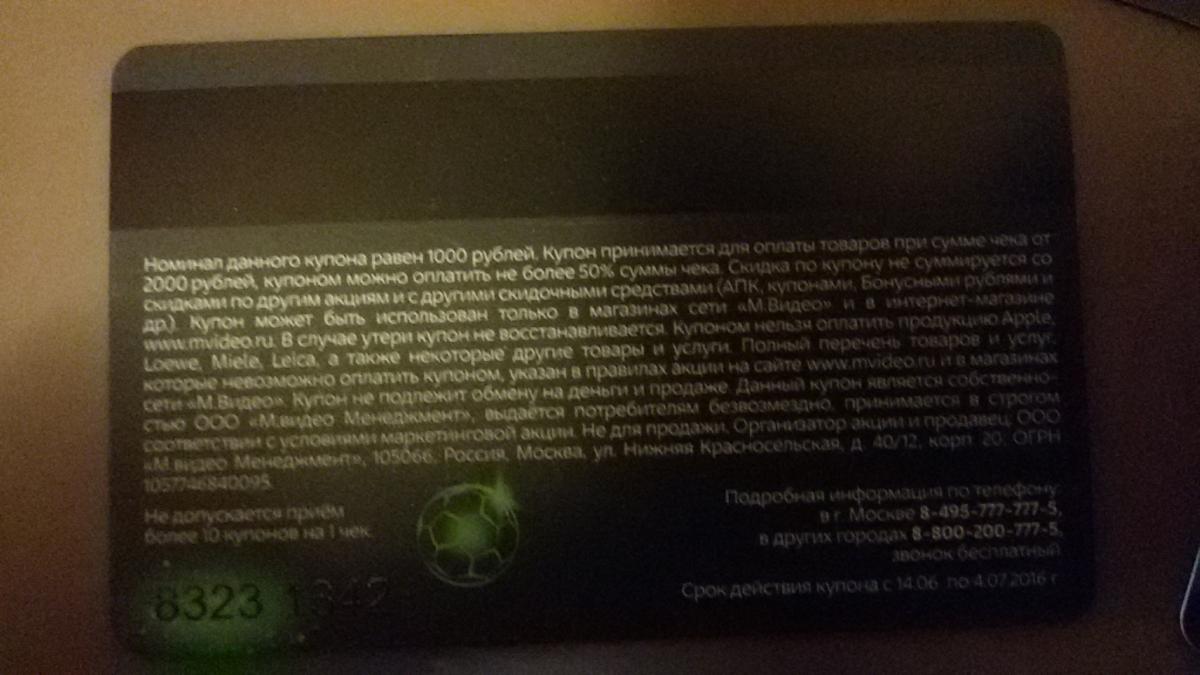 Номинал данного купона равен 1000 рублей. Купон принимается для оплаты товаров при сумме чека от
2000 рублей, купоном можно оплатить не более 50% суммы чека. Скидка по купону не суммируется со
скидками по другим акциям и с другими скидочными средствами (АПК, купонами, Бонусными рублями и
др.). Купон может быть использован только в магазинах сети «М.Видео» и в интернет-магазине
www.mvideo.ru. В случае утери купон не восстанавливается. Купоном нельзя оплатить продукцию Apple,
Loewe, Miele, Leica, а также некоторые другие товары и услуги. Полный перечень товаров и услуг,
которые невозможно оплатить купоном, указан в правилах акции на сайте www.mvideo.ru и в магазинах
сети «М.Видео». Купон не подлежит обмену на деньги и продаже. Данный купон является собственно-
стью ООО «М.видео Менеджмент», выдается потребителям безвозмездно, принимается в строгом
соответствии с условиями маркетинговой акции. Не для продажи. Организатор акции и продавец: ООО
«М.видео Менеджмент», 105066, Россия, Москва, ул. Нижняя Красносельская, д. 40/12, корп. 20; ОГРН
1057746840095.
Не допускается приём
более 10 купонов на 1 чек.
Подробная информация по телефону:
в г. Москве 8-495-777-777-5,
в других городах 8-800-200-777-5,
звонок бесплатный
Срок действия купона с 14.06 по 4.07.2016 г.
8323 1342